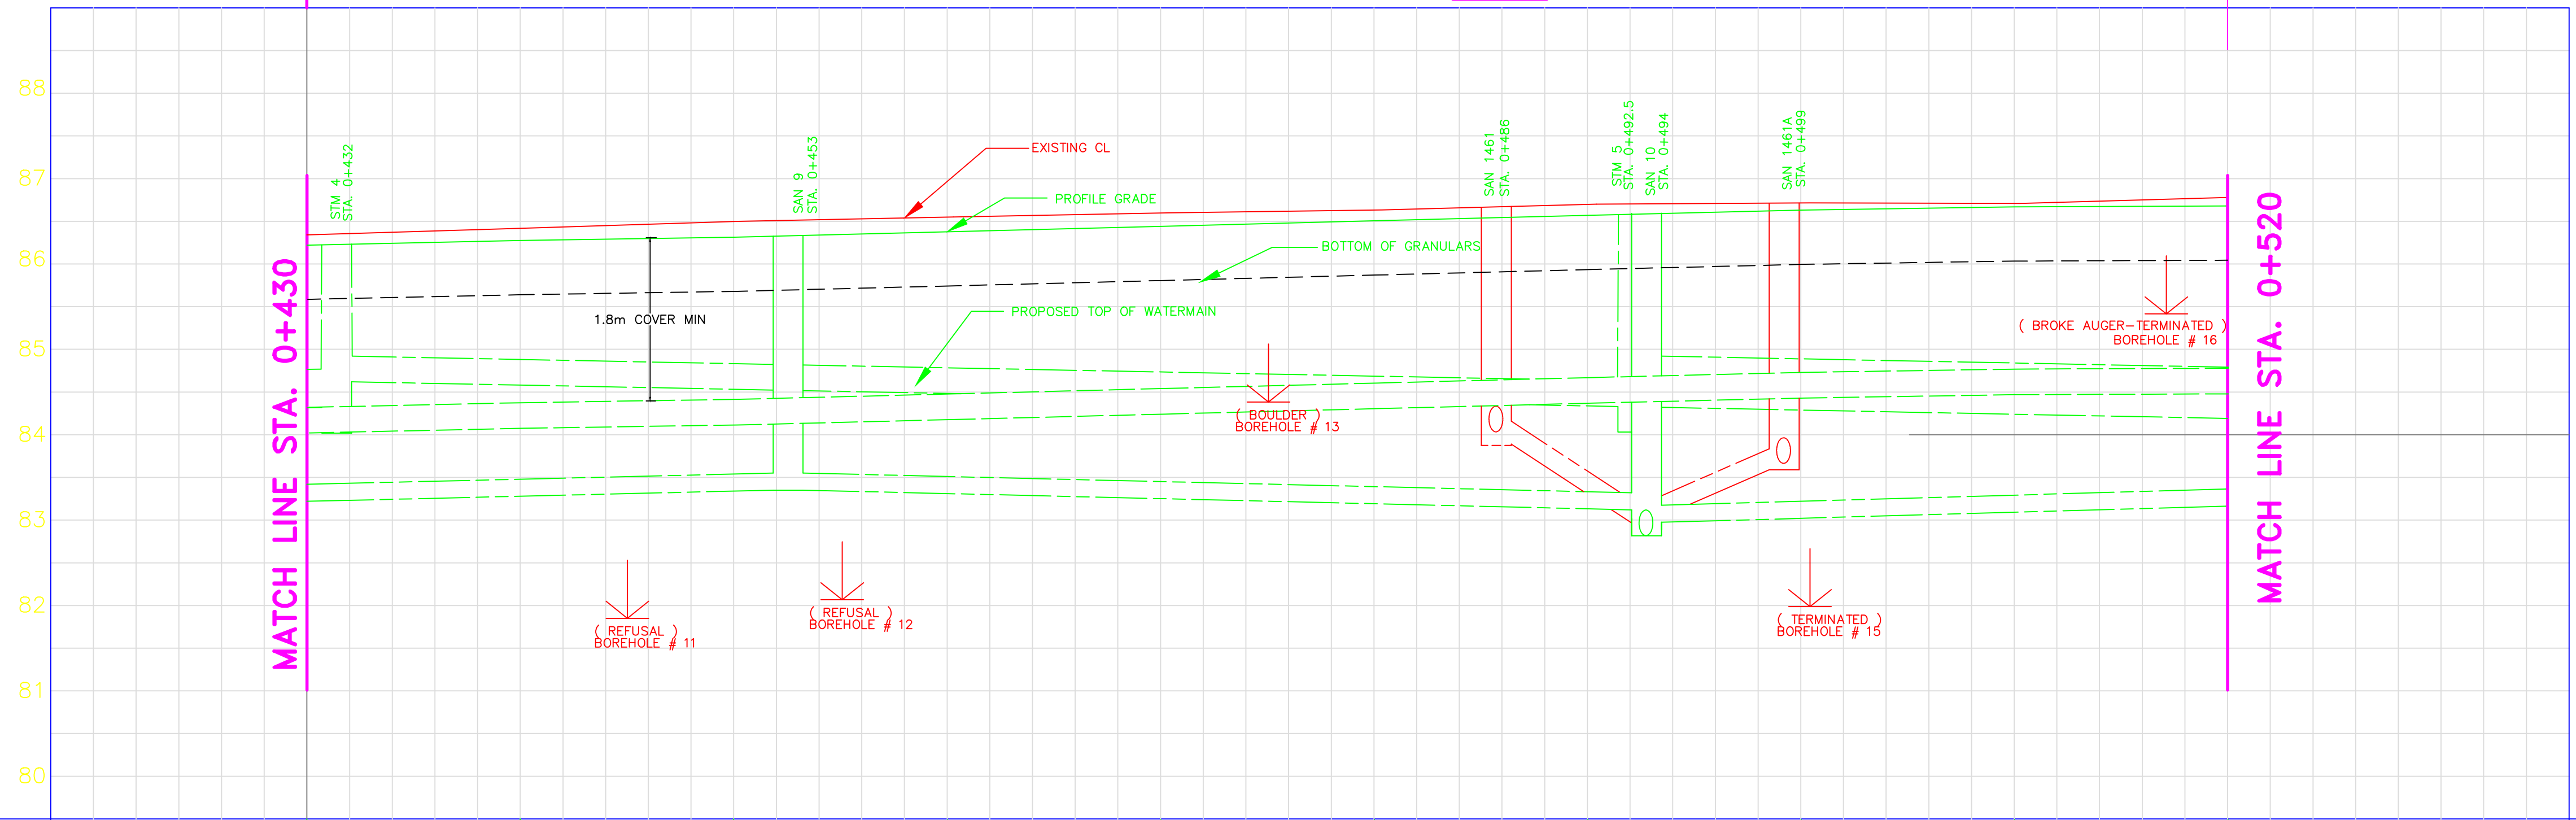 88
87
86
85
84
83
82
81
80
MATCH LINE STA. 0+430
STM 4
STA. 0+432
SAN 9
STA. 0+453
EXISTING CL
PROFILE GRADE
BOTTOM OF GRANULARS
PROPOSED TOP OF WATERMAIN
1.8m COVER MIN
SAN 1461
STA. 0+486
STM 5
STA. 0+492.5
SAN 10
STA. 0+494
SAN 1461A
STA. 0+499
( REFUSAL )
BOREHOLE # 11
( REFUSAL )
BOREHOLE # 12
( BOULDER )
BOREHOLE # 13
( TERMINATED )
BOREHOLE # 15
( BROKE AUGER-TERMINATED )
BOREHOLE # 16
MATCH LINE STA. 0+520